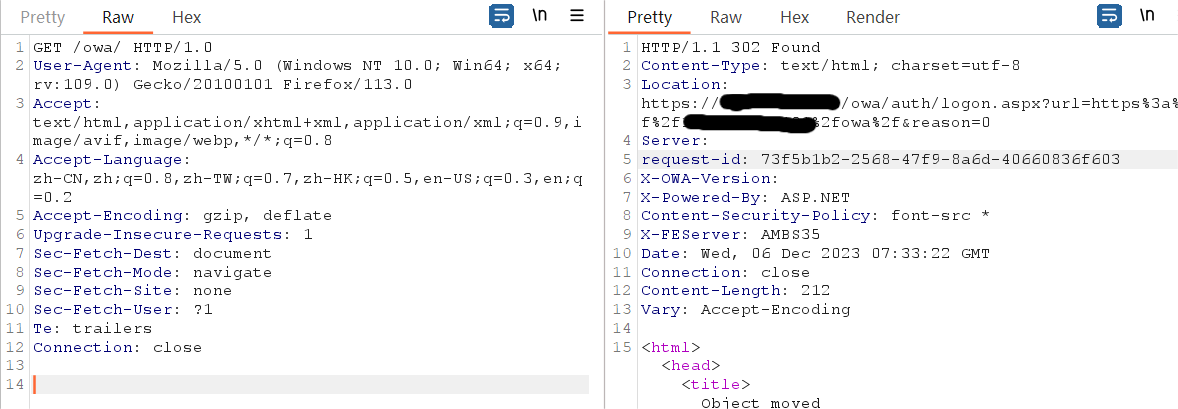 Pretty Raw Hex \n
1 GET /owa/ HTTP/1.0
2 User-Agent: Mozilla/5.0 (Windows NT 10.0; Win64; x64;
rv:109.0) Gecko/20100101 Firefox/113.0
3 Accept:
text/html,application/xhtml+xml,application/xml;q=0.9,i
mage/avif,image/webp,*/*;q=0.8
4 Accept-Language:
zh-CN,zh;q=0.8,zh-TW;q=0.7,zh-HK;q=0.5,en-US;q=0.3,en;q
=0.2
5 Accept-Encoding: gzip, deflate
6 Upgrade-Insecure-Requests: 1
7 Sec-Fetch-Dest: document
8 Sec-Fetch-Mode: navigate
9 Sec-Fetch-Site: none
10 Sec-Fetch-User: ?1
11 Te: trailers
12 Connection: close
13
14
Pretty Raw Hex Render \n
1 HTTP/1.1 302 Found
2 Content-Type: text/html; charset=utf-8
3 Location:
https:///owa/auth/logon.aspx?url=https%3a%
f%2f%2fowa%2f&reason=0
4 Server:
5 request-id: 73f5b1b2-2568-47f9-8a6d-40660836f603
6 X-OWA-Version:
7 X-Powered-By: ASP.NET
8 Content-Security-Policy: font-src *
9 X-FEServer: AMBS35
10 Date: Wed, 06 Dec 2023 07:33:22 GMT
11 Connection: close
12 Content-Length: 212
13 Vary: Accept-Encoding
14
15 <html>
<head>
<title>
Object moved